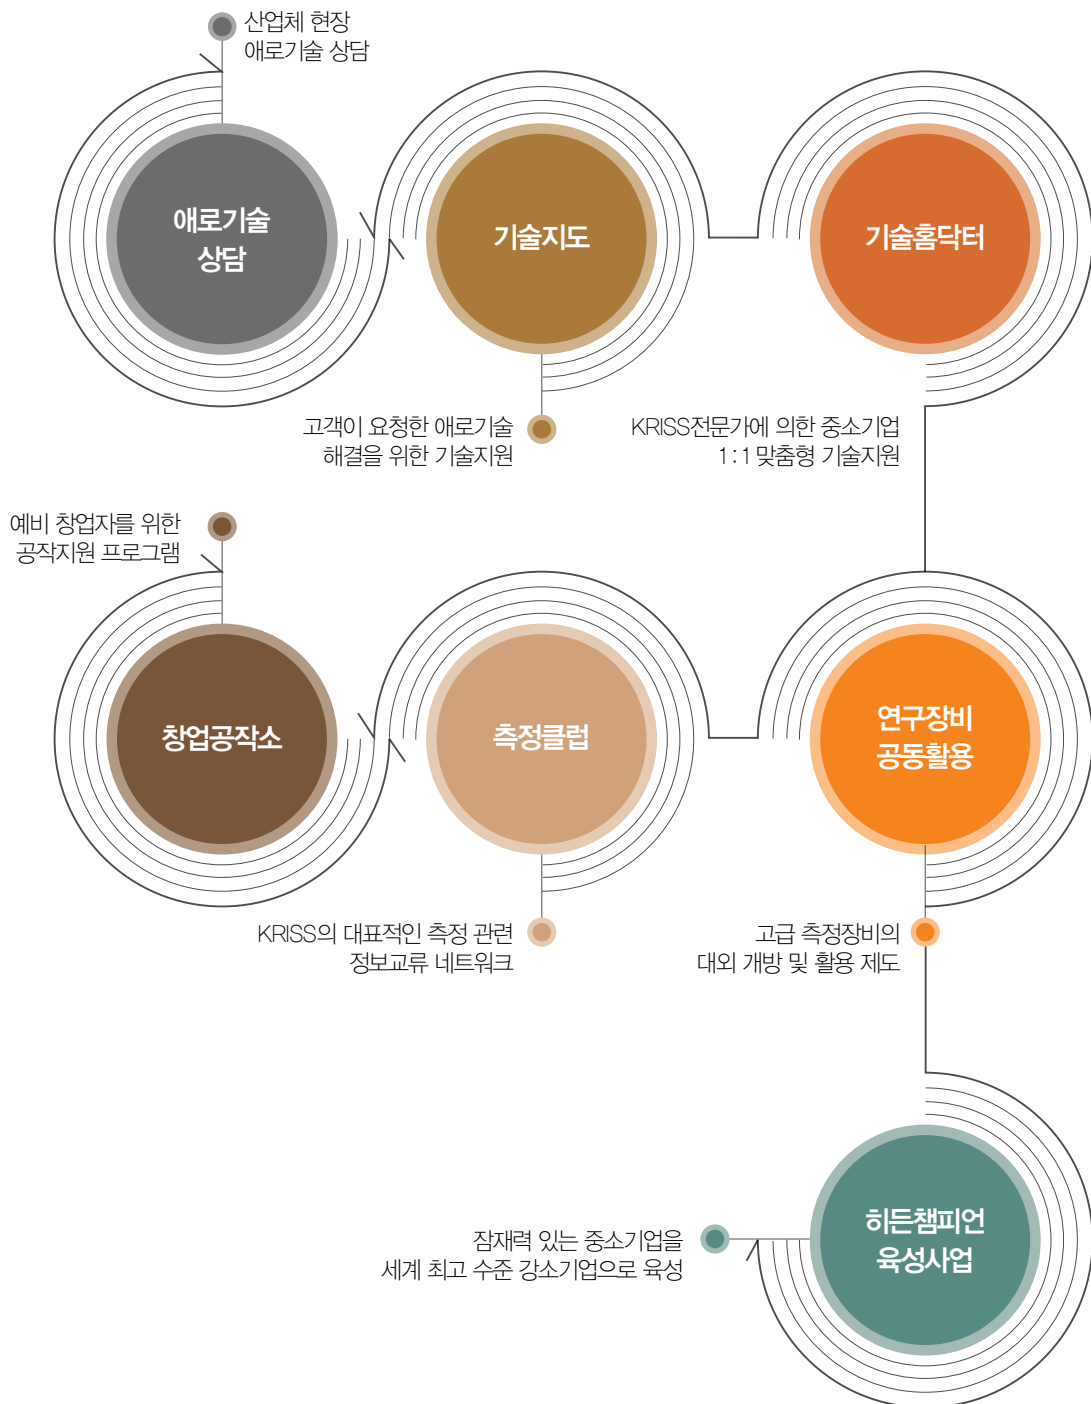 산업체 현장
애로기술 상담
애로기술
상담
기술지도
기술홈닥터
고객이 요청한 애로기술
해결을 위한 기술지원
KRISS전문가에 의한 중소기업
1:1 맞춤형 기술지원
예비 창업자를 위한
공작지원 프로그램
창업공작소
측정클럽
연구장비
공동활용
KRISS의 대표적인 측정 관련
정보교류 네트워크
고급 측정장비의
대외 개방 및 활용 제도
히든챔피언
육성사업
잠재력 있는 중소기업을
세계 최고 수준 강소기업으로 육성